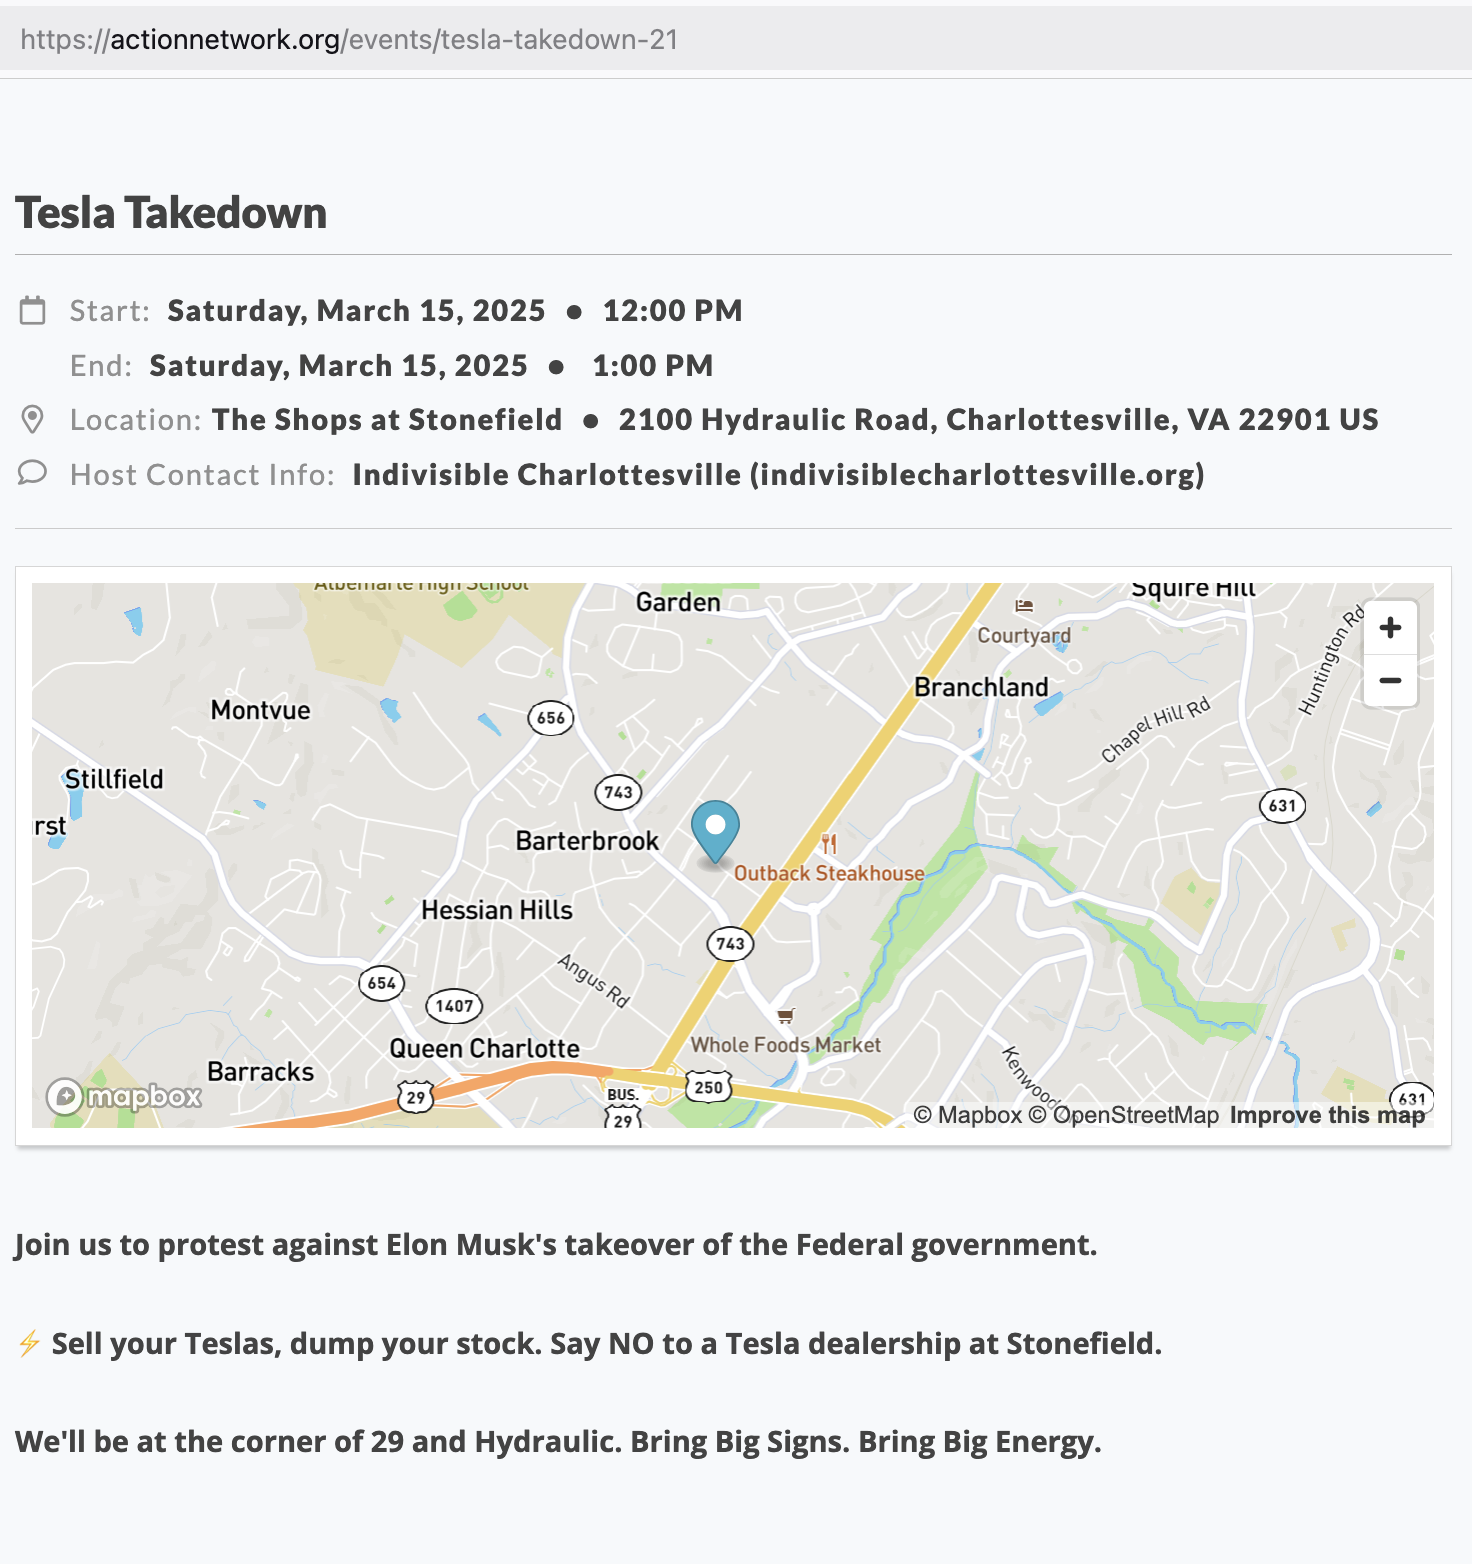 https://actionnetwork.org/events/tesla-takedown-21
Tesla Takedown
Start: Saturday, March 15, 2025 ● 12:00 PM
End: Saturday, March 15, 2025 ● 1:00 PM
Location: The Shops at Stonefield ● 2100 Hydraulic Road, Charlottesville, VA 22901 US
Host Contact Info: Indivisible Charlottesville (indivisiblecharlottesville.org)
Albemarle High School
Garden
Squire Hill
Courtyard
Huntington Rd
+
−
Branchland
Montvue
656
Chapel Hill Rd
Stillfield
743
631
rst
Barterbrook
Outback Steakhouse
Hessian Hills
743
Angus Rd
654
1407
Whole Foods Market
Queen Charlotte
Kenwood
Barracks
mapbox
29
BUS.
29
250
631
© Mapbox © OpenStreetMap Improve this map
Join us to protest against Elon Musk's takeover of the Federal government.
⚡ Sell your Teslas, dump your stock. Say NO to a Tesla dealership at Stonefield.
We'll be at the corner of 29 and Hydraulic. Bring Big Signs. Bring Big Energy.